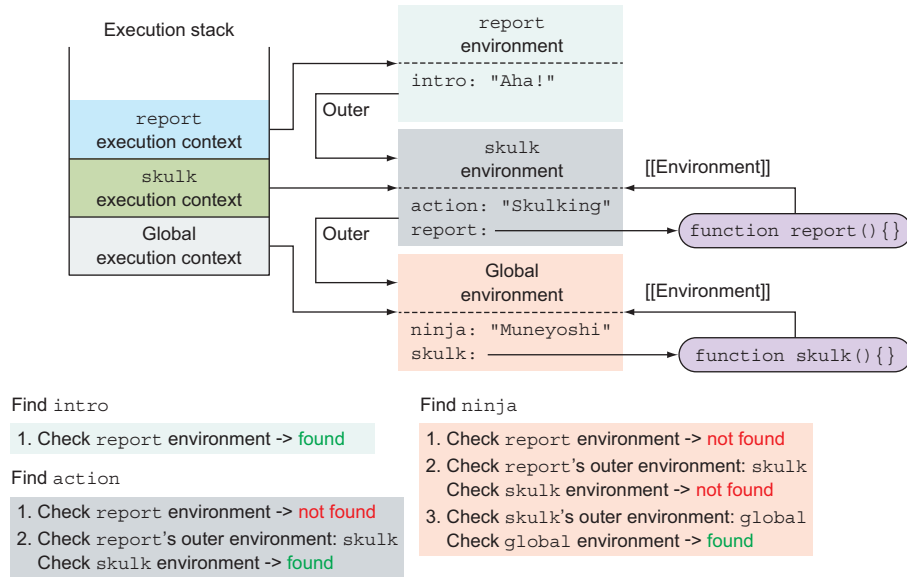 Execution stack
report
execution context
skulk
execution context
Global
execution context
report
environment
intro: "Aha!"
Outer
skulk
environment
action: "Skulking"
report:
[[Environment]]
function report(){}
Outer
Global
environment
ninja: "Muneyoshi"
skulk:
[[Environment]]
function skulk(){}
Find intro
1. Check report environment -> found
Find action
1. Check report environment -> not found
2. Check report's outer environment: skulk
Check skulk environment -> found
Find ninja
1. Check report environment -> not found
2. Check report's outer environment: skulk
Check skulk environment -> not found
3. Check skulk's outer environment: global
Check global environment -> found